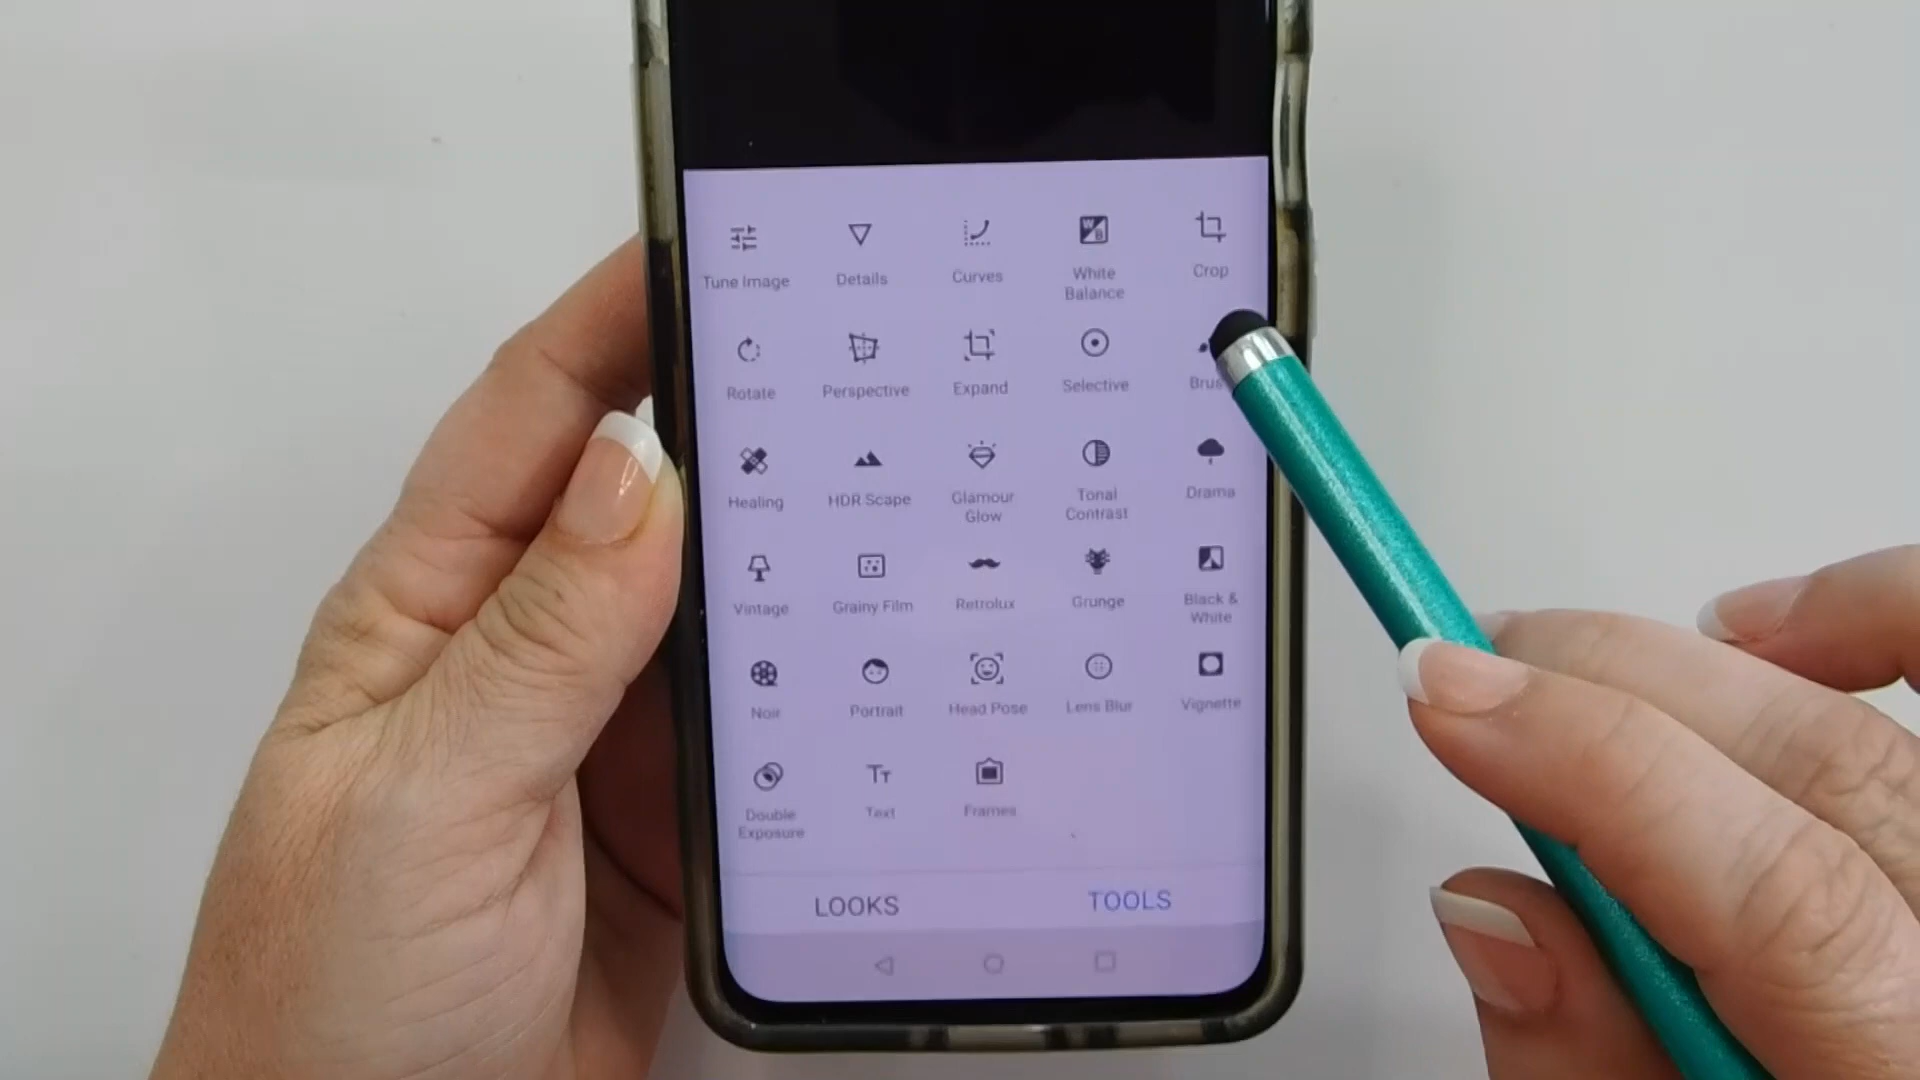 Tune Image
Details
Curves
White
Balance
Crop
Rotate
Perspective
Expand
Selective
Brus
Healing
HDR Scape
Glamour
Glow
Tonal
Contrast
Drama
Vintage
Grainy Film
Retrolux
Grunge
Black &
White
Noir
Portrait
Head Pose
Lens Blur
Vignette
Double
Exposure
Text
Frames
LOOKS
TOOLS